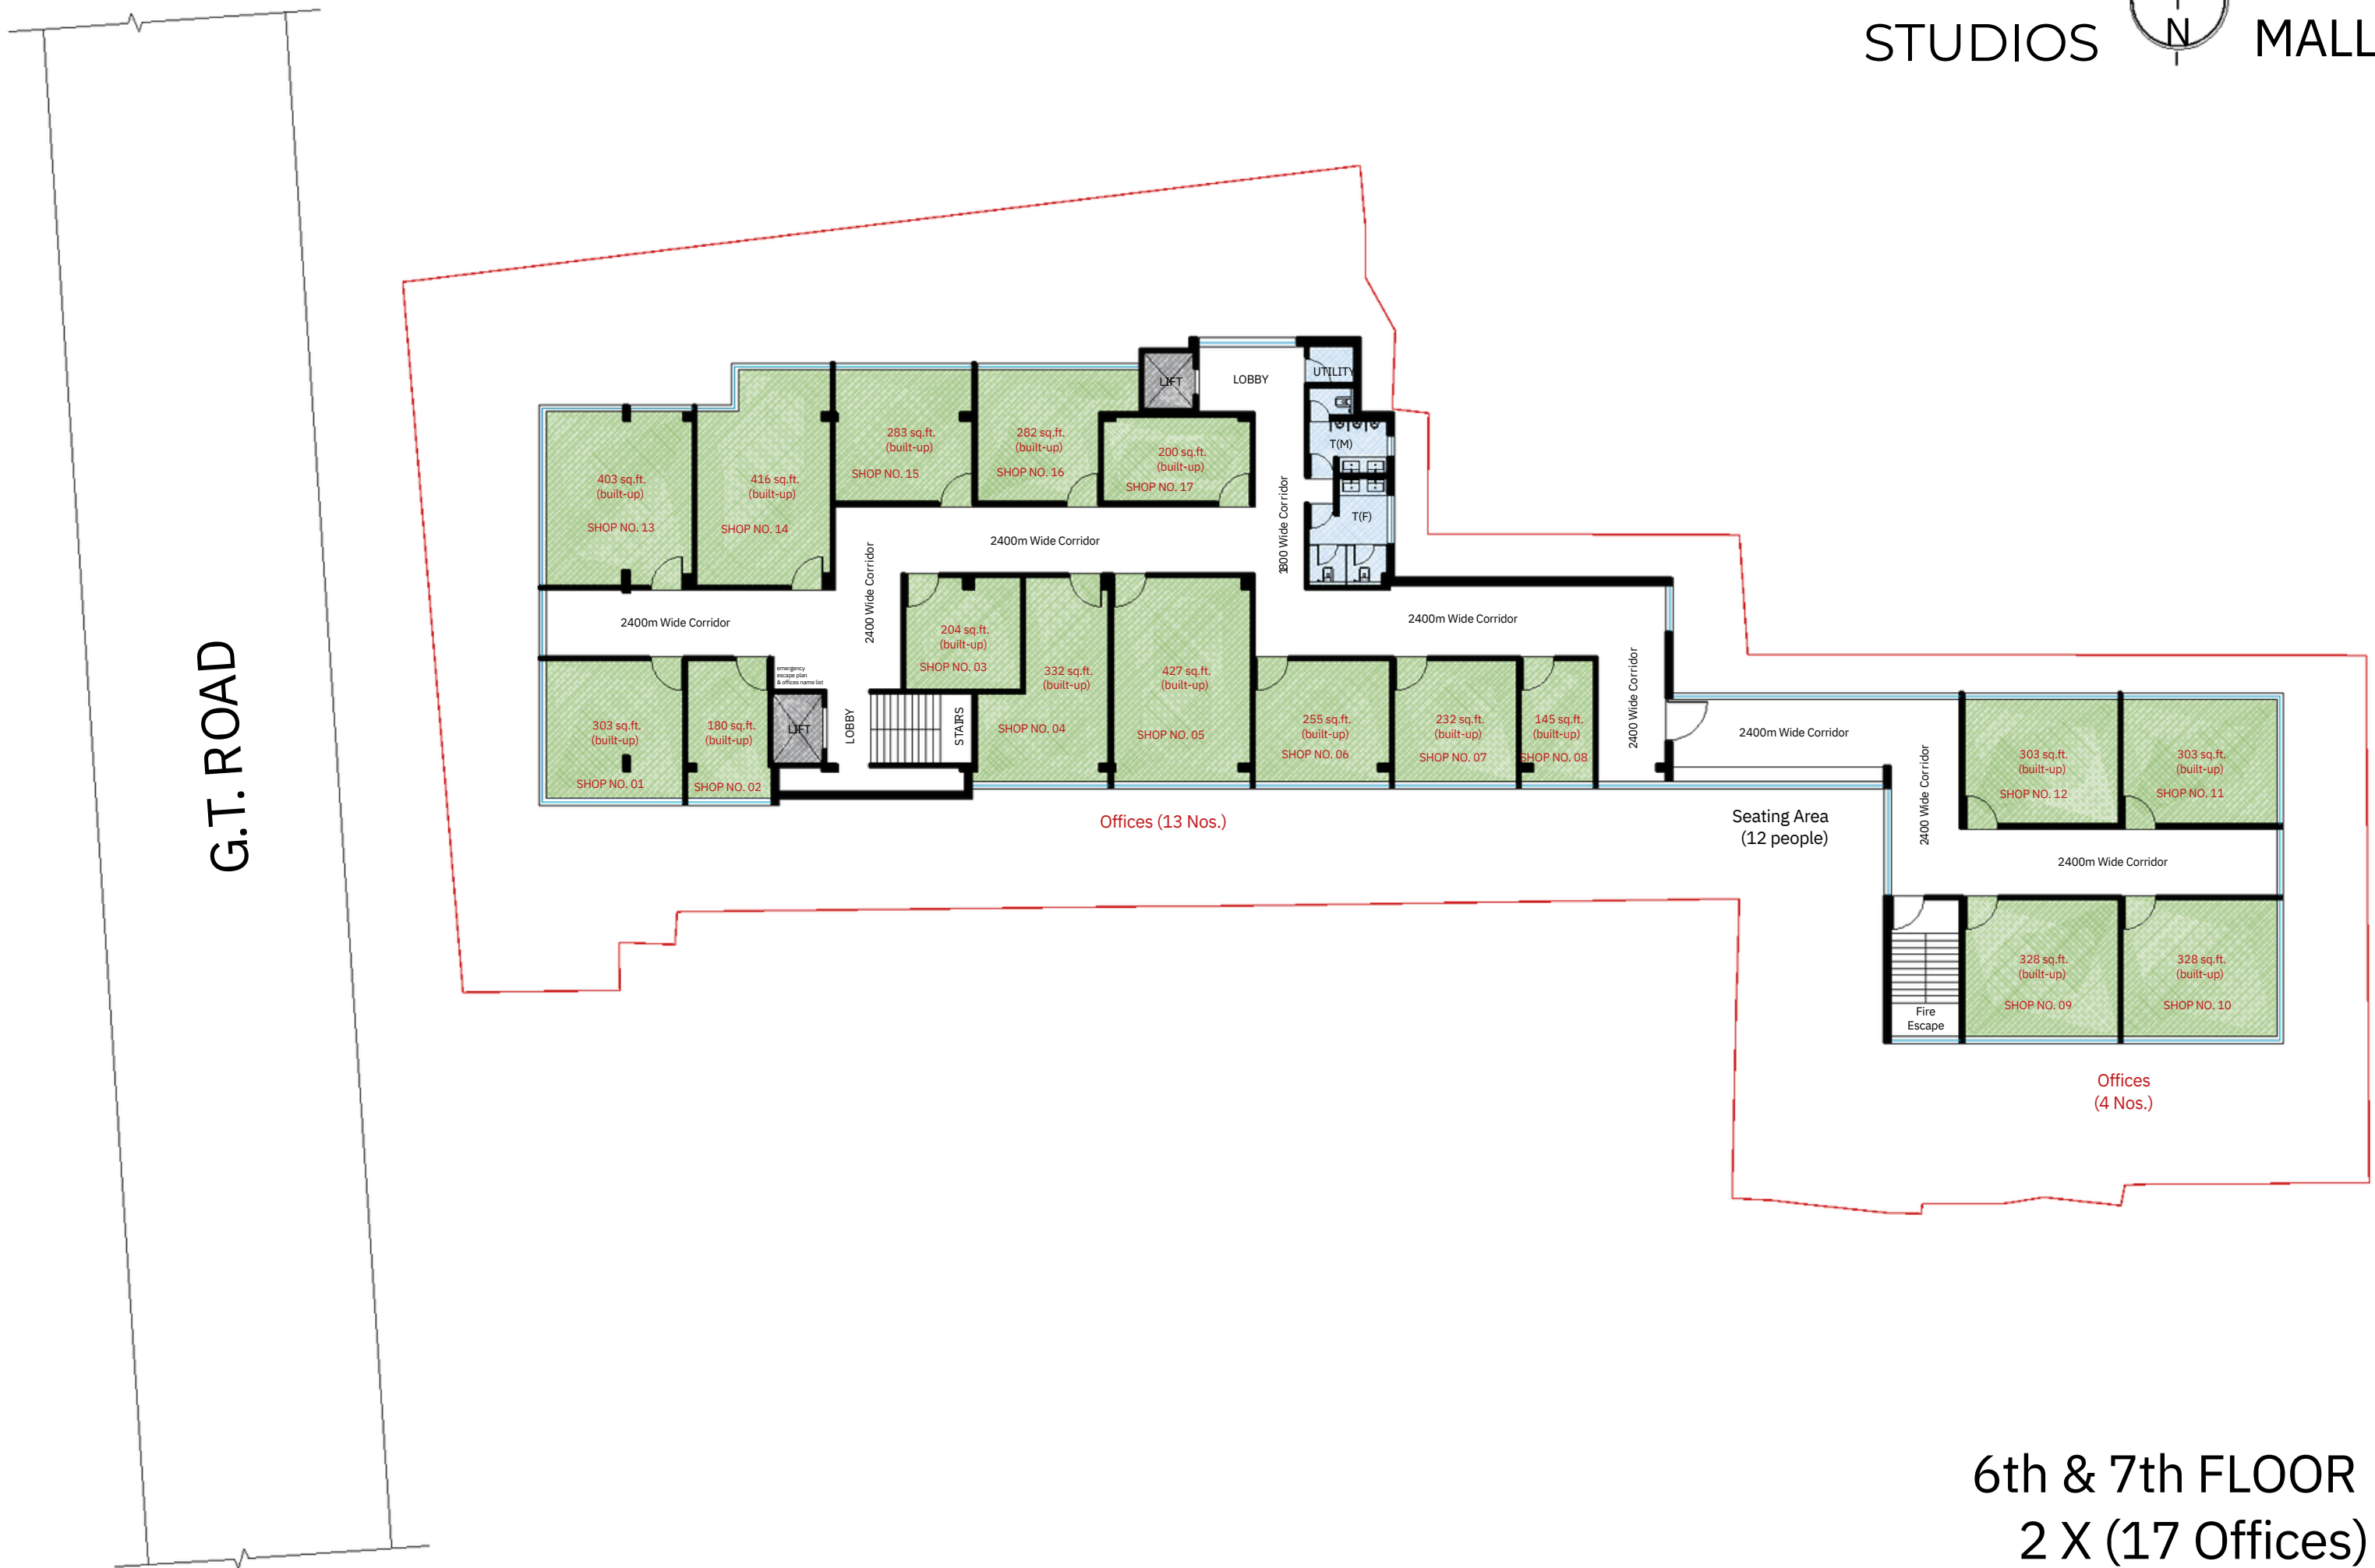 STUDIOS
N
MALL
LIFT
LOBBY
UTILITY
283 sq.ft.
(built-up)
SHOP NO. 15
282 sq.ft.
(built-up)
SHOP NO. 16
200 sq.ft.
(built-up)
SHOP NO. 17
T(M)
403 sq.ft.
(built-up)
SHOP NO. 13
416 sq.ft.
(built-up)
SHOP NO. 14
1800 Wide Corridor
T(F)
2400m Wide Corridor
2400 Wide Corridor
2400m Wide Corridor
2400m Wide Corridor
204 sq.ft.
(built-up)
SHOP NO. 03
emergency
escape plan
& offices name list
332 sq.ft.
(built-up)
SHOP NO. 04
427 sq.ft.
(built-up)
SHOP NO. 05
303 sq.ft.
(built-up)
SHOP NO. 01
180 sq.ft.
(built-up)
SHOP NO. 02
LIFT
LOBBY
STAIRS
255 sq.ft.
(built-up)
SHOP NO. 06
232 sq.ft.
(built-up)
SHOP NO. 07
145 sq.ft.
(built-up)
SHOP NO. 08
2400 Wide Corridor
2400m Wide Corridor
2400 Wide Corridor
303 sq.ft.
(built-up)
SHOP NO. 12
303 sq.ft.
(built-up)
SHOP NO. 11
G.T. ROAD
Offices (13 Nos.)
Seating Area
(12 people)
2400m Wide Corridor
328 sq.ft.
(built-up)
SHOP NO. 09
328 sq.ft.
(built-up)
SHOP NO. 10
Fire
Escape
Offices
(4 Nos.)
6th & 7th FLOOR
2 X (17 Offices)